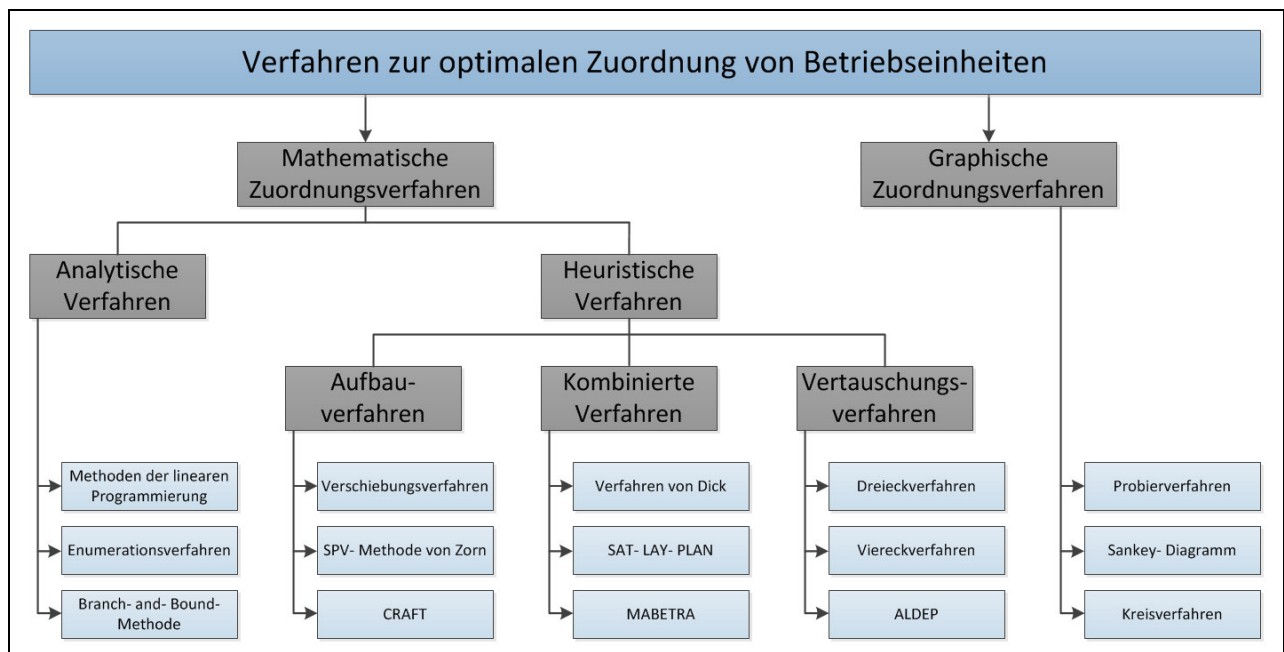 Verfahren zur optimalen Zuordnung von Betriebseinheiten
Mathematische
Zuordnungsverfahren
Graphische
Zuordnungsverfahren
Analytische
Verfahren
Heuristische
Verfahren
Aufbau-
verfahren
Kombinierte
Verfahren
Vertauschungs-
verfahren
Methoden der linearen
Programmierung
Verschiebungsverfahren
Verfahren von Dick
Dreieckverfahren
Probierverfahren
Enumerationsverfahren
SPV- Methode von Zorn
SAT- LAY- PLAN
Viereckverfahren
Sankey- Diagramm
Branch- and- Bound-
Methode
CRAFT
MABETRA
ALDEP
Kreisverfahren